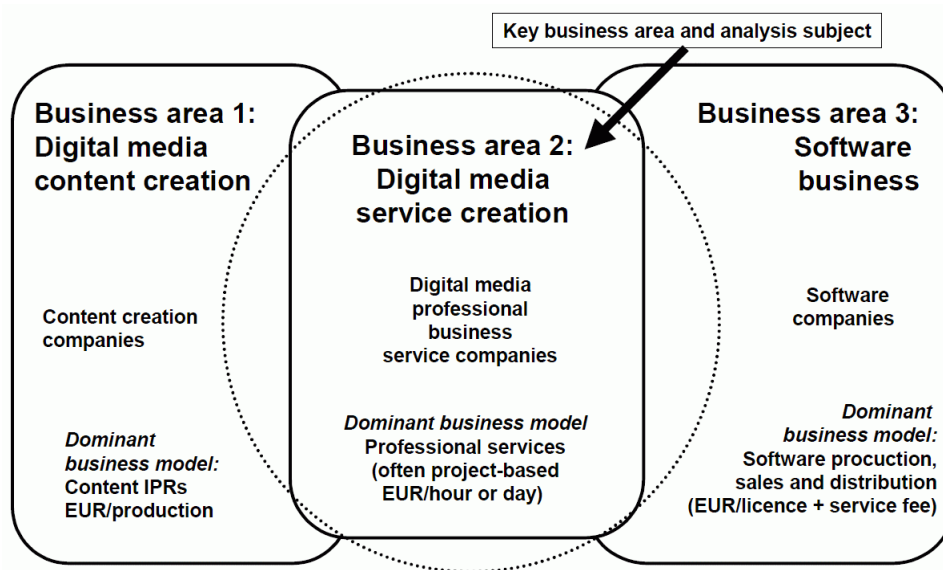 Key business area and analysis subject
Business area 1:
Digital media
content creation
Content creation
companies
Dominant
business model:
Content IPRs
EUR/production
Business area 2:
Digital media
service creation
Digital media
professional
business
service companies
Dominant business model
Professional services
(often project-based
EUR/hour or day)
Business area 3:
Software
business
Software
companies
Dominant
business model:
Software procution,
sales and distribution
(EUR/licence + service fee)